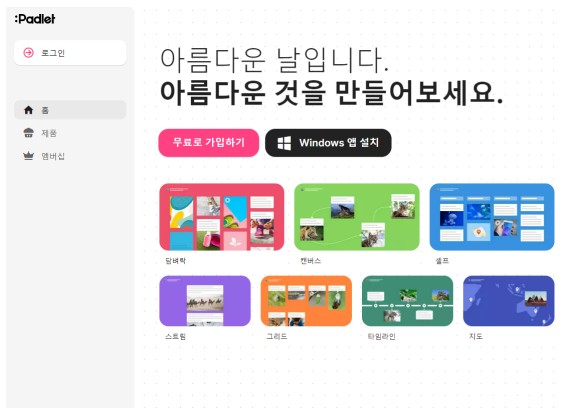 :Padlet
로그인
홈
제품
멤버십
아름다운 날입니다.
아름다운 것을 만들어보세요.
무료로 가입하기
Windows 앱 설치
담벼락
캔버스
셸프
스트림
그리드
타임라인
지도